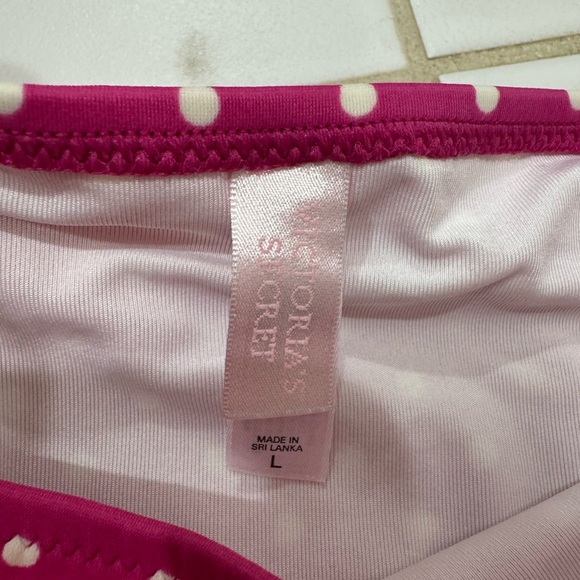 VICTORIA'S
SECRET
MADE IN
SRI LANKA
L